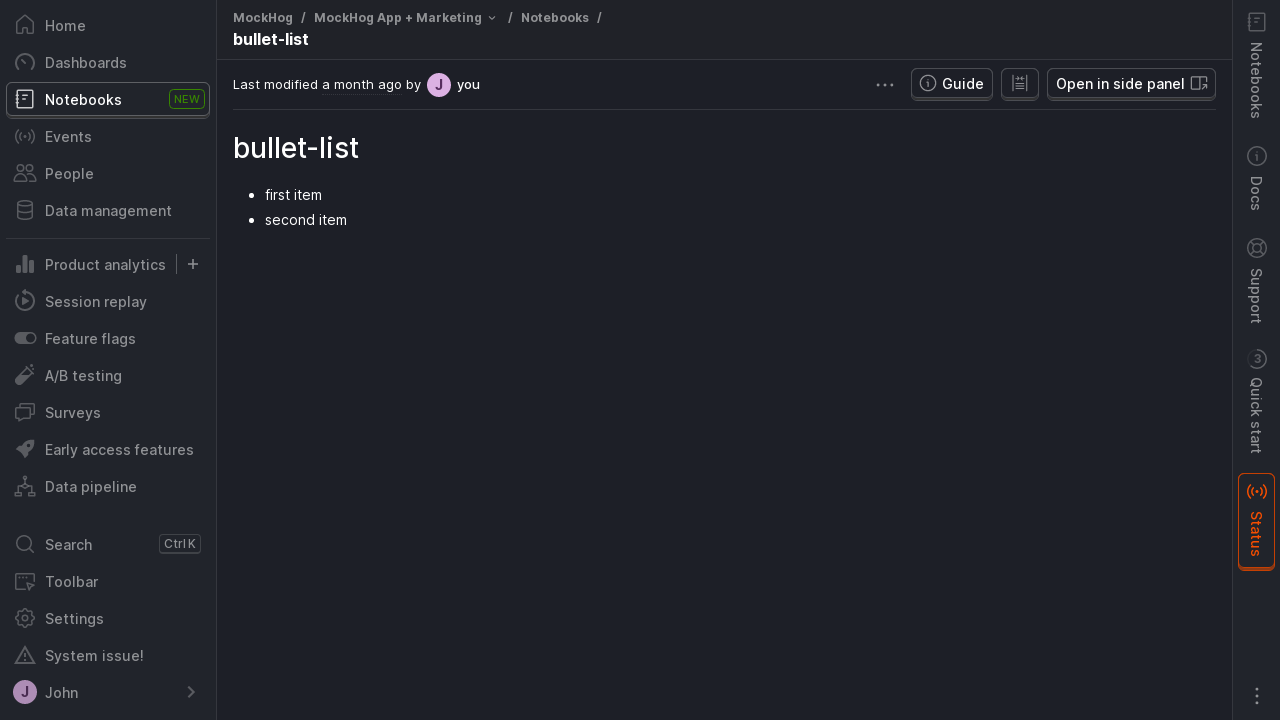 Home
Dashboards
Notebooks NEW
Events
People
Data management
Product analytics
Session replay
Feature flags
A/B testing
Surveys
Early access features
Data pipeline
Search Ctrl K
Toolbar
Settings
System issue!
J John
MockHog / MockHog App + Marketing / Notebooks /
bullet-list
Last modified a month ago by J you
Guide
Open in side panel
bullet-list
• first item
• second item
Notebooks
Docs
Support
3
Quick start
Status